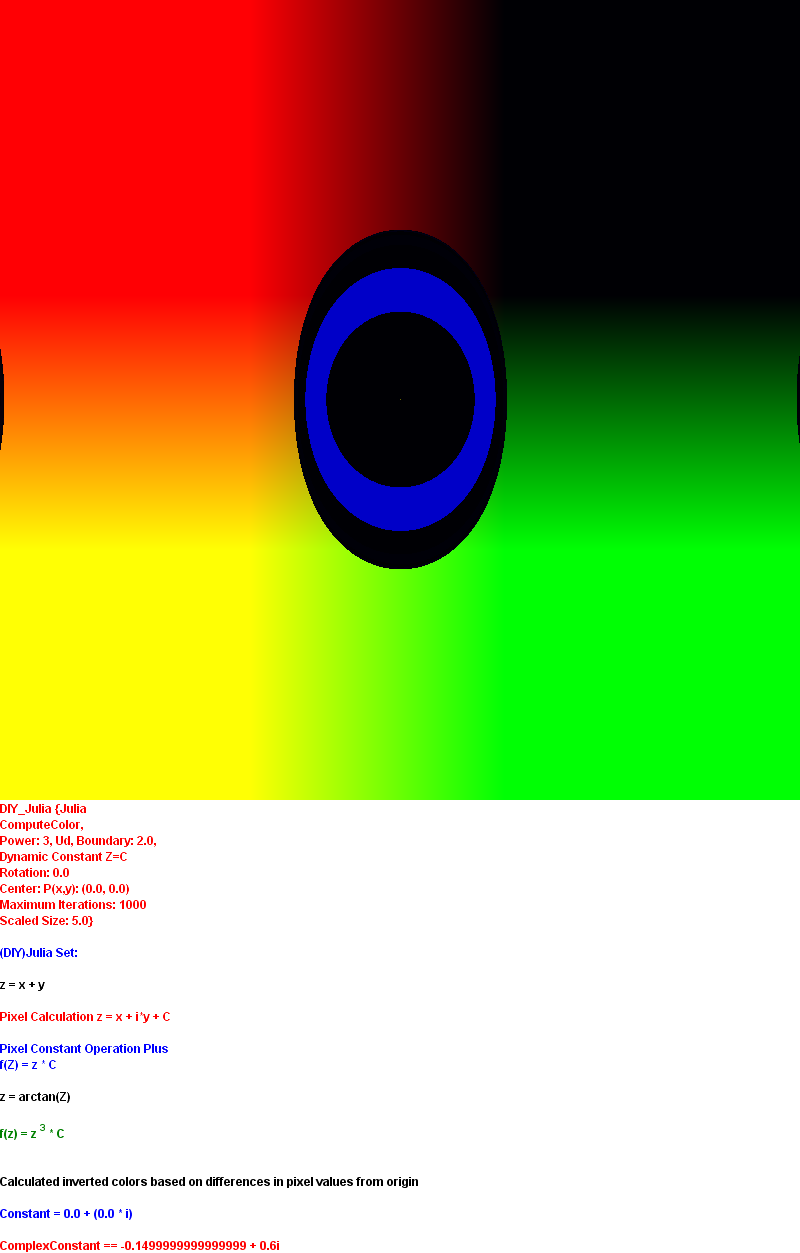 DIY_Julia {Julia
ComputeColor,
Power: 3, Ud, Boundary: 2.0,
Dynamic Constant Z=C
Rotation: 0.0
Center: P(x,y): (0.0, 0.0)
Maximum Iterations: 1000
Scaled Size: 5.0}
(DIY)Julia Set:
z = x + y
Pixel Calculation z = x + i*y + C
Pixel Constant Operation Plus
f(Z) = z * C
z = arctan(Z)
f(z) = z ³ * C
Calculated inverted colors based on differences in pixel values from origin
Constant = 0.0 + (0.0 * i)
ComplexConstant == -0.1499999999999999 + 0.6i